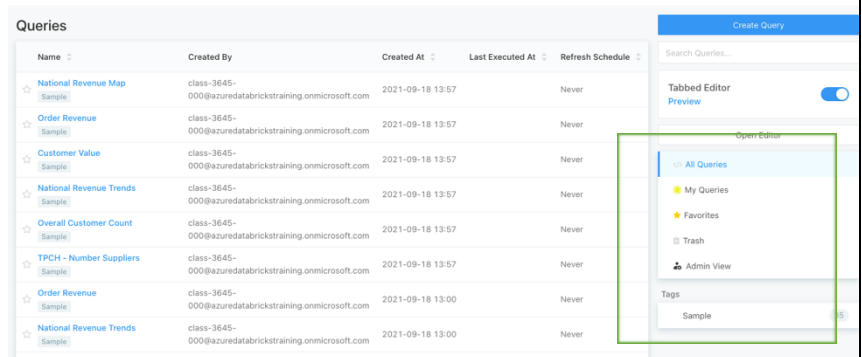 Queries
Create Query
Search Queries...
Name Created By Created At Last Executed At Refresh Schedule
National Revenue Map
Sample
class-3645-
000@azuredatabrickstraining.onmicrosoft.com
2021-09-18 13:57
Never
Order Revenue
Sample
class-3645-
000@azuredatabrickstraining.onmicrosoft.com
2021-09-18 13:57
Never
Customer Value
Sample
class-3645-
000@azuredatabrickstraining.onmicrosoft.com
2021-09-18 13:57
Never
National Revenue Trends
Sample
class-3645-
000@azuredatabrickstraining.onmicrosoft.com
2021-09-18 13:57
Never
Overall Customer Count
Sample
class-3645-
000@azuredatabrickstraining.onmicrosoft.com
2021-09-18 13:57
Never
TPCH - Number Suppliers
Sample
class-3645-
000@azuredatabrickstraining.onmicrosoft.com
2021-09-18 13:57
Never
Order Revenue
Sample
class-3645-
000@azuredatabrickstraining.onmicrosoft.com
2021-09-18 13:00
Never
National Revenue Trends
Sample
class-3645-
000@azuredatabrickstraining.onmicrosoft.com
2021-09-18 13:00
Never
Tabbed Editor
Preview
Open Editor
All Queries
My Queries
Favorites
Trash
Admin View
Tags
Sample